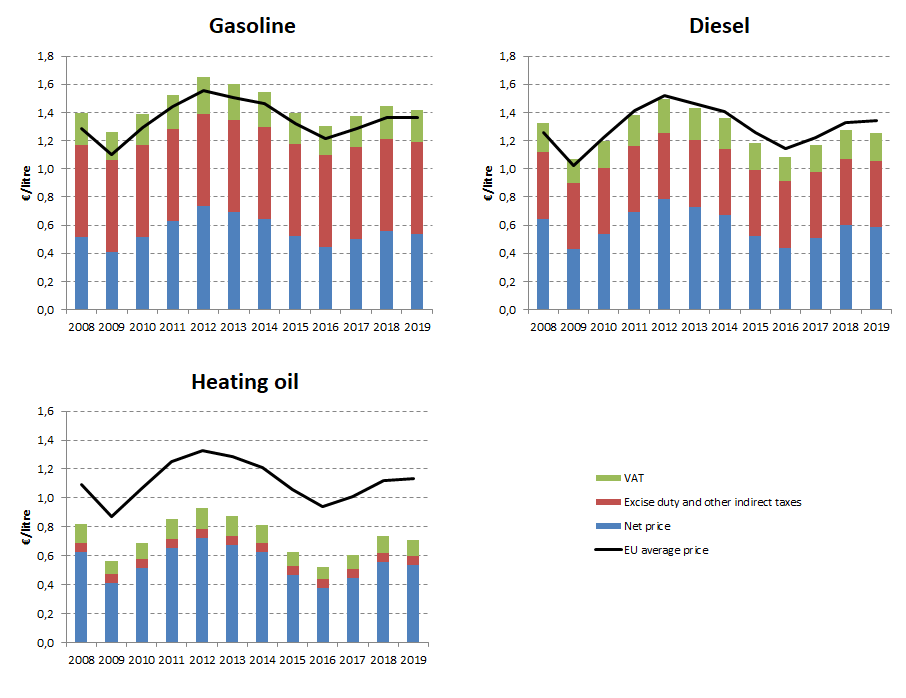 Gasoline
1,8
1,6
1,4
1,2
1,0
0,8
0,6
0,4
0,2
0,0
€/litre
2008 2009 2010 2011 2012 2013 2014 2015 2016 2017 2018 2019
Diesel
1,8
1,6
1,4
1,2
1,0
0,8
0,6
0,4
0,2
0,0
€/litre
2008 2009 2010 2011 2012 2013 2014 2015 2016 2017 2018 2019
Heating oil
1,6
1,4
1,2
1,0
0,8
0,6
0,4
0,2
0,0
€/litre
2008 2009 2010 2011 2012 2013 2014 2015 2016 2017 2018 2019
VAT
Excise duty and other indirect taxes
Net price
EU average price